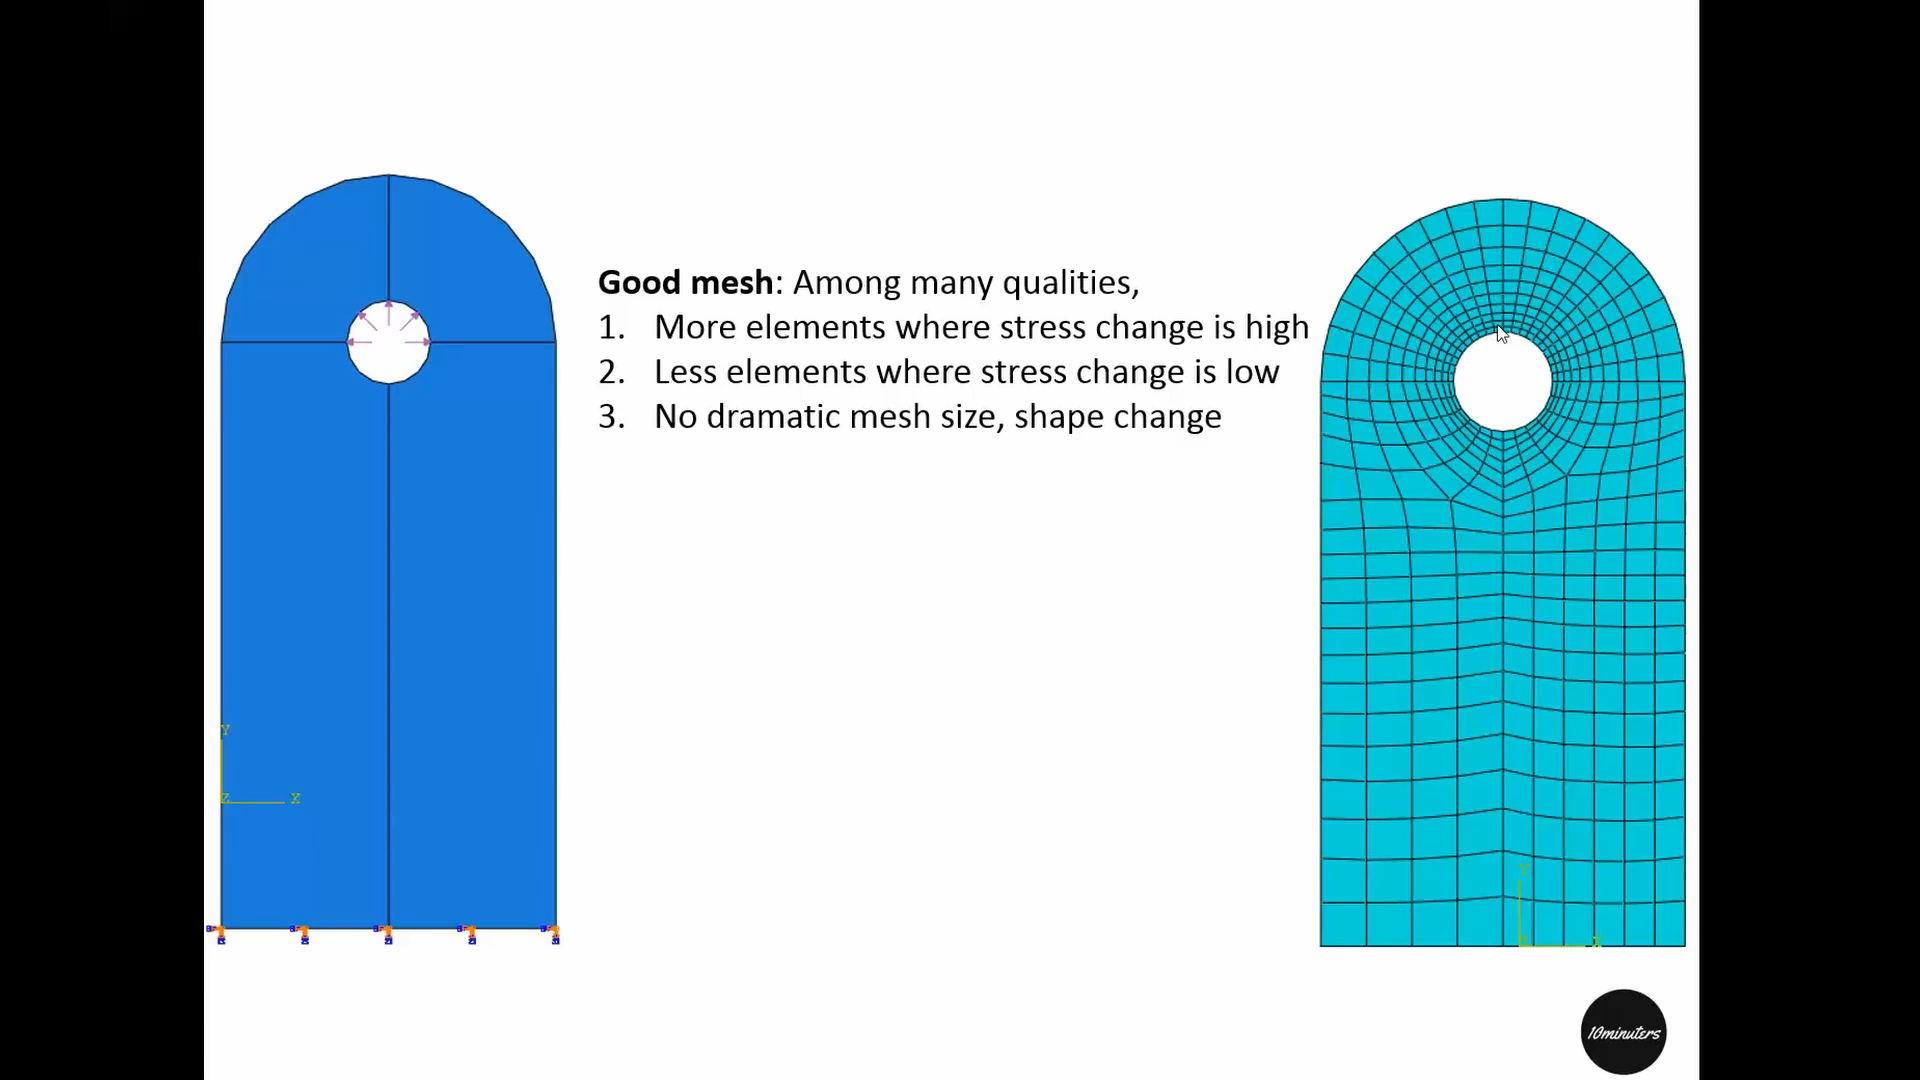 Good mesh: Among many qualities,
1. More elements where stress change is high
2. Less elements where stress change is low
3. No dramatic mesh size, shape change
Y
Z X
Y
X
10minuters